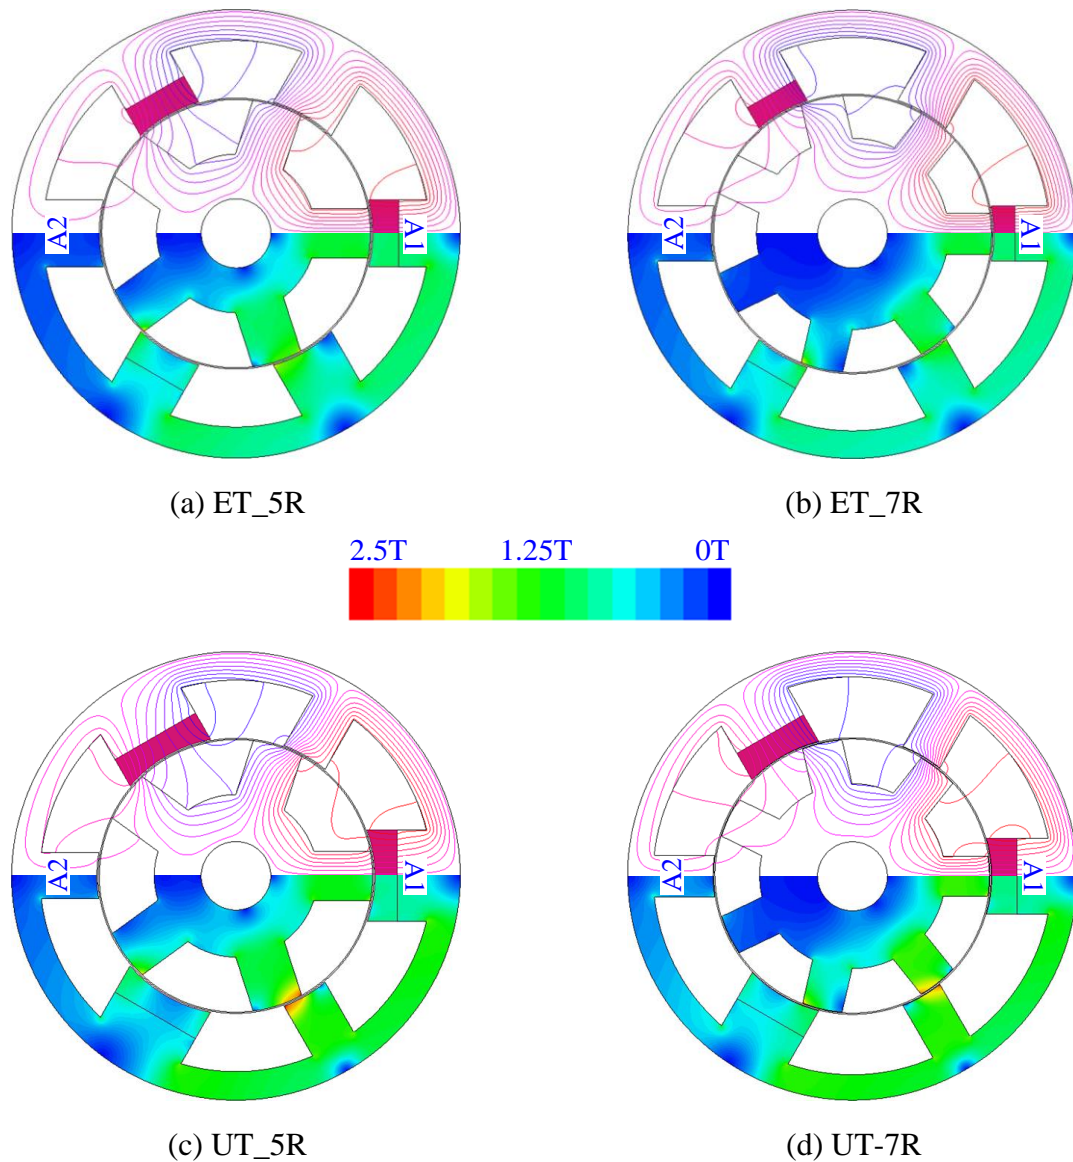 A2 A1 A2 A1
(a) ET_5R (b) ET_7R
2.5T 1.25T 0T
A2 A1 A2 A1
(c) UT_5R (d) UT-7R